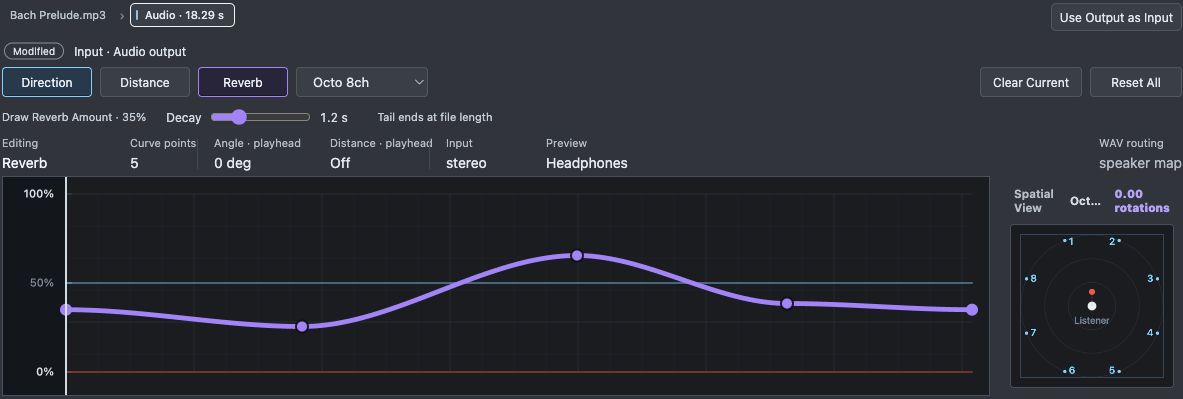 Bach Prelude.mp3 › Audio · 18.29 s
Use Output as Input
Modified Input · Audio output
Direction Distance Reverb Octo 8ch Clear Current Reset All
Draw Reverb Amount · 35% Decay 1.2 s Tail ends at file length
Editing Curve points Angle · playhead Distance · playhead Input Preview WAV routing
Reverb 5 0 deg Off stereo Headphones speaker map
100%
50%
0%
Spatial View Oct... 0.00 rotations
1 2
8 3
Listener
7 4
6 5